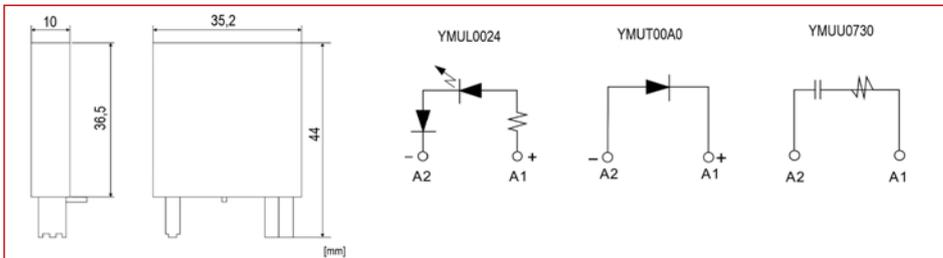 10
35,2
36,5
44
[mm]
YMUL0024
– +
A2 A1
YMUT00A0
– +
A2 A1
YMUU0730
A2 A1